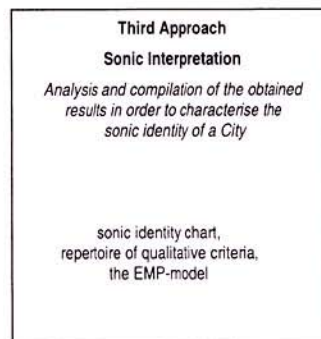 Third Approach
Sonic Interpretation
Analysis and compilation of the obtained
results in order to characterise the
sonic identity of a City
sonic identity chart,
repertoire of qualitative criteria,
the EMP-model